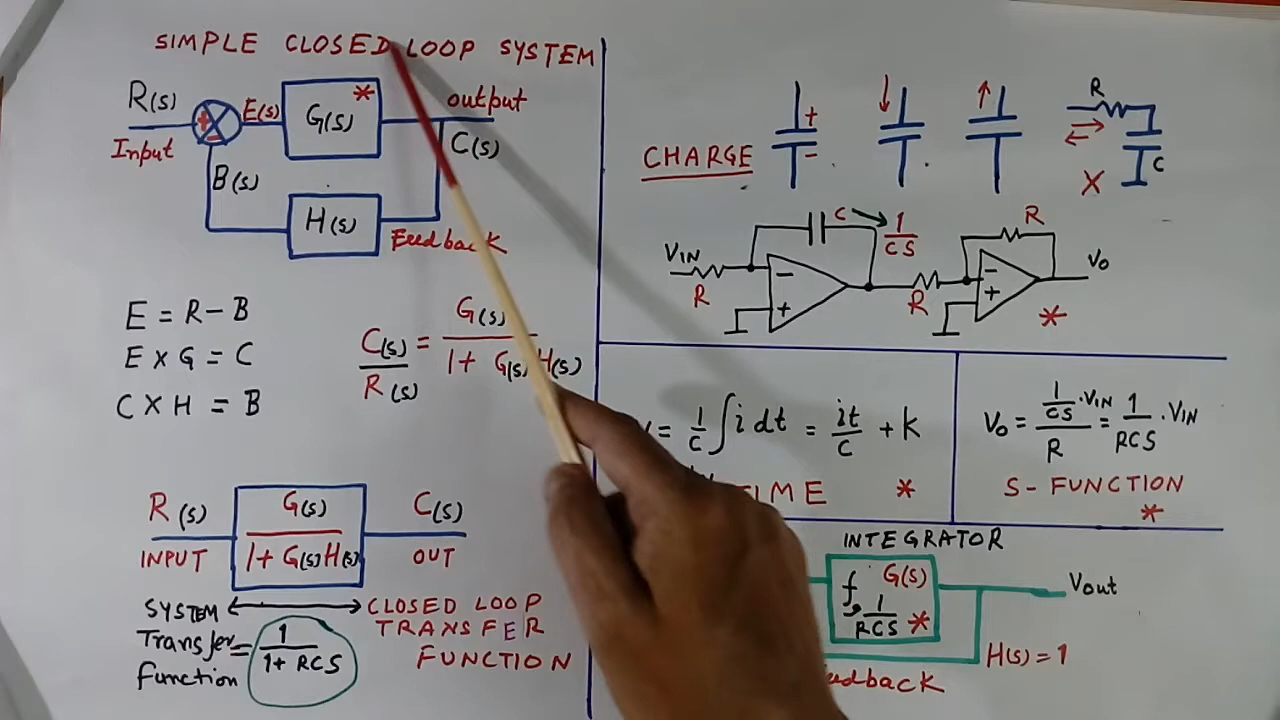 SIMPLE CLOSED LOOP SYSTEM
R(s)
Input
+
-
E(s)
G(s)
*
output
C(s)
B(s)
H(s)
Feedback
E = R - B
E X G = C
C X H = B
C(s)/R(s) = G(s)/1+ G(s)H(s)
R(s)
INPUT
G(s)/1+ G(s)H(s)
C(s)
OUT
SYSTEM
Transfer
function
= 1/1+ RCS
CLOSED LOOP
TRANSFER
FUNCTION
CHARGE
+
-
R
C
X
VIN
R
C
1/CS
-
+
R
R
-
+
Vo
*
= 1/C ∫ i dt = it/C + k
TIME *
Vo = 1/CS · VIN/R = 1/RCS · VIN
S- FUNCTION
*
INTEGRATOR
∫
G(s)
1/RCS *
Vout
H(s) = 1